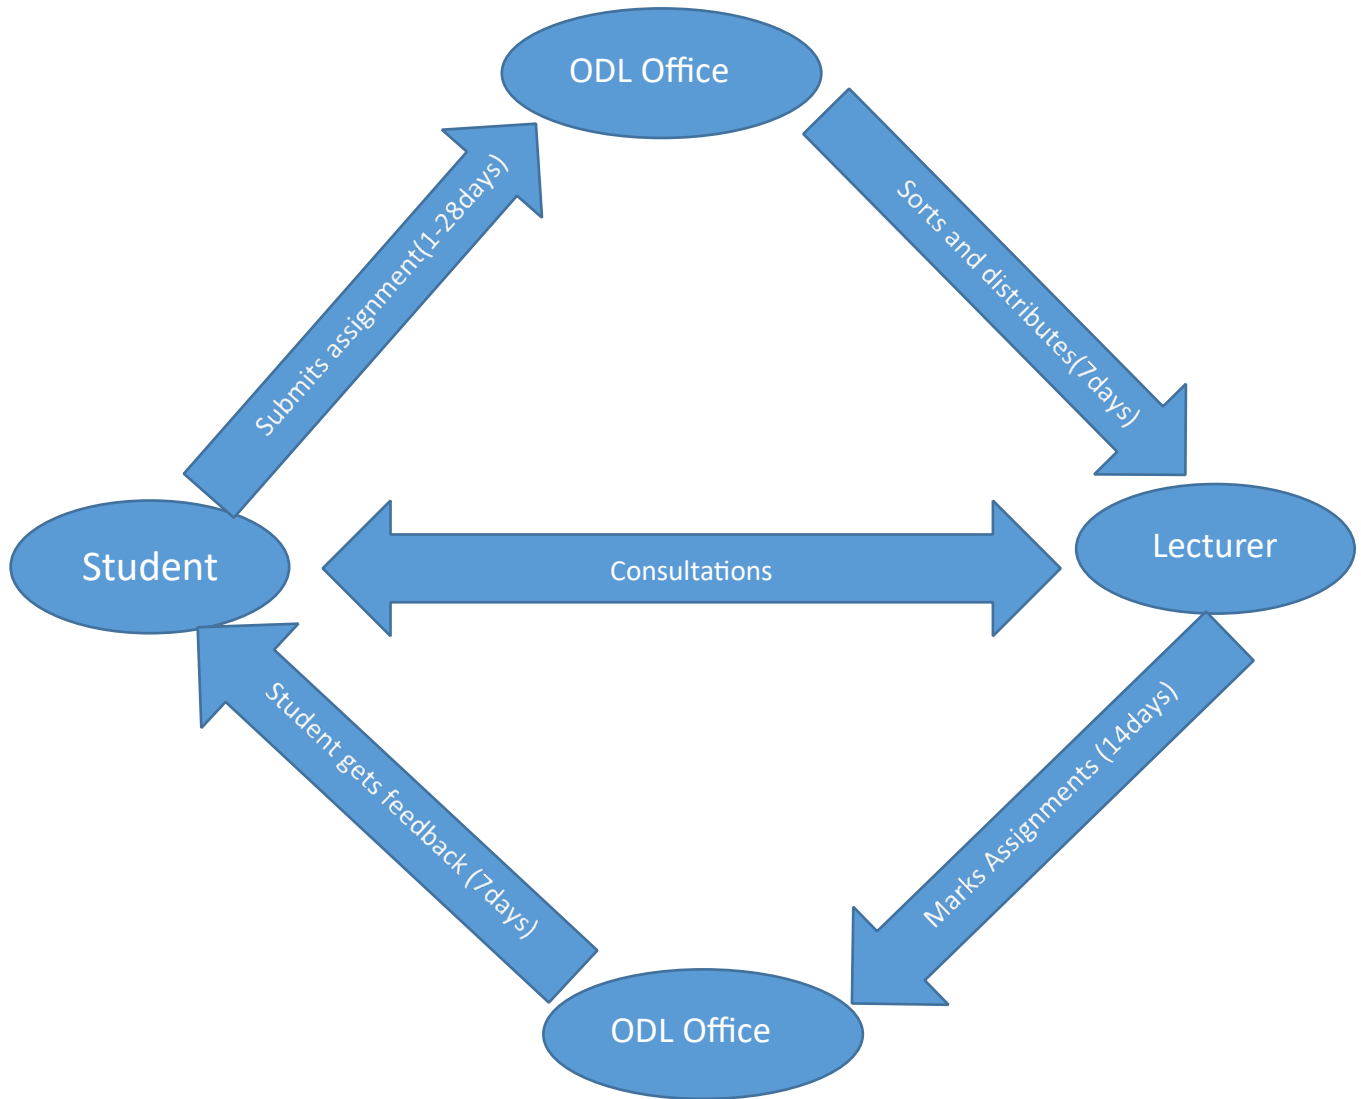 ODL Office
Submits assignment(1-28days)
Sorts and distributes(7days)
Student
Consultations
Lecturer
Student gets feedback (7days)
Marks Assignments (14days)
ODL Office